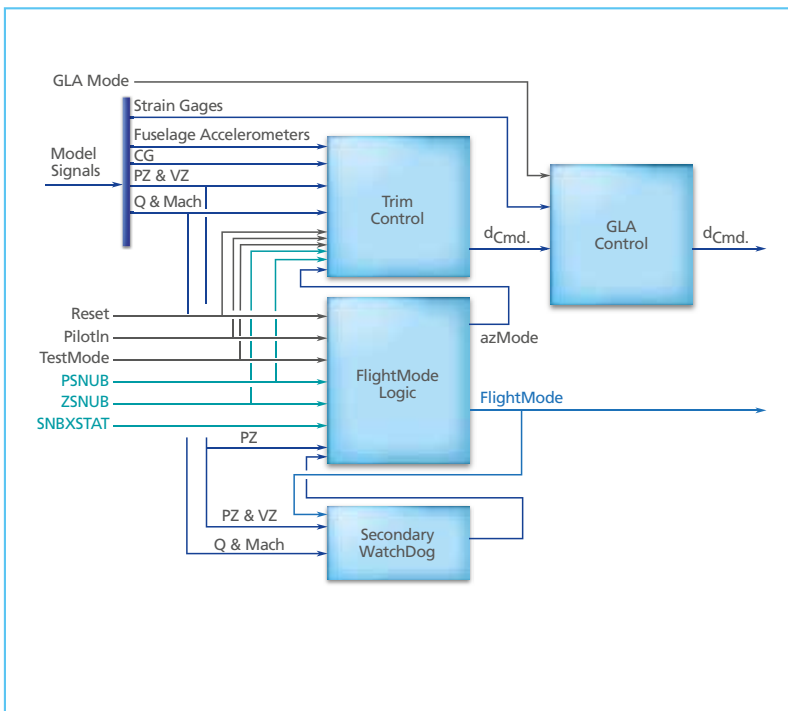 GLA Mode
Strain Gages
Fuselage Accelerometers
CG
Model
Signals
PZ & VZ
Q & Mach
Trim
Control
dCmd.
GLA
Control
dCmd.
Reset
PilotIn
TestMode
PSNUB
ZSNUB
SNBXSTAT
azMode
FlightMode
Logic
FlightMode
PZ
PZ & VZ
Q & Mach
Secondary
WatchDog